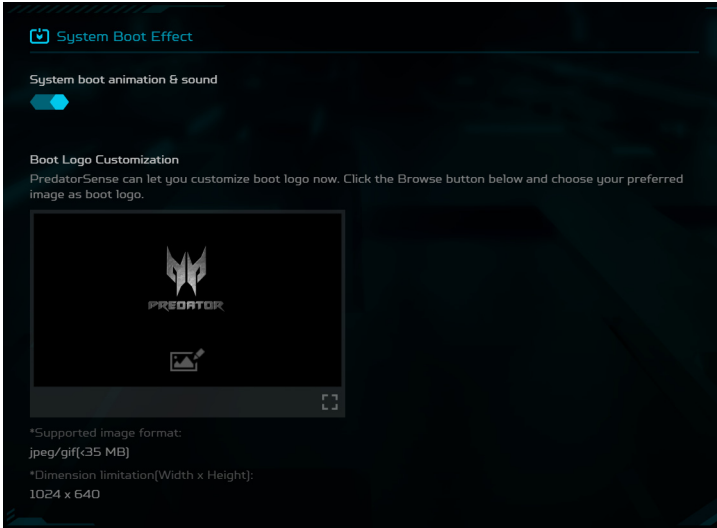 System Boot Effect
System boot animation & sound
Boot Logo Customization
PredatorSense can let you customize boot logo now. Click the Browse button below and choose your preferred
image as boot logo.
PREDATOR
*Supported image format:
jpeg/gif(<35 MB)
*Dimension limitation(Width x Height):
1024 x 640